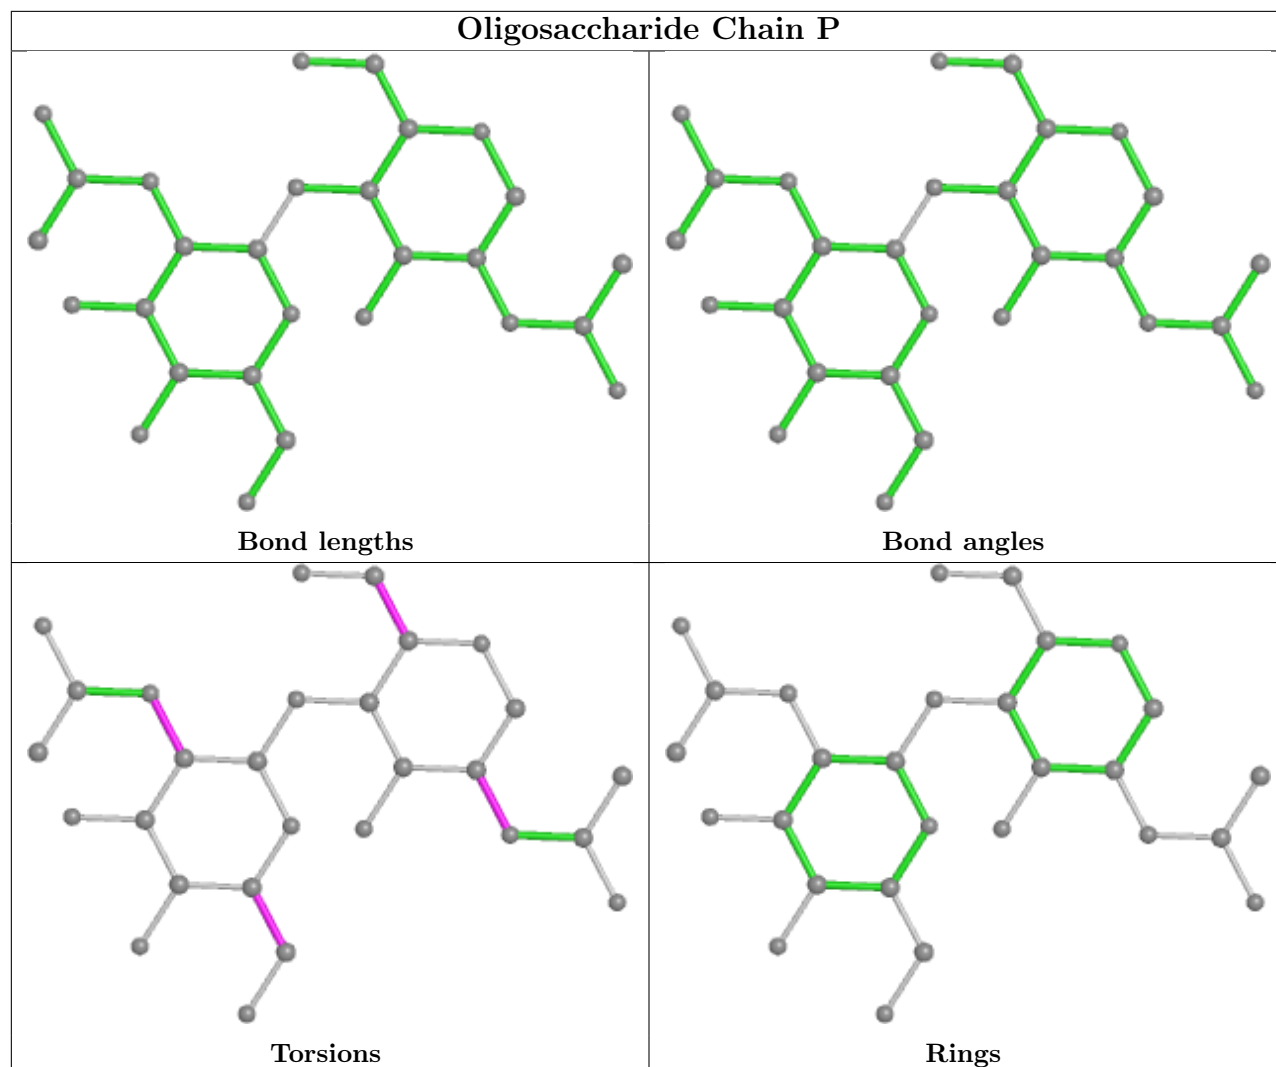 Oligosaccharide Chain P
Bond lengths
Bond angles
Torsions
Rings